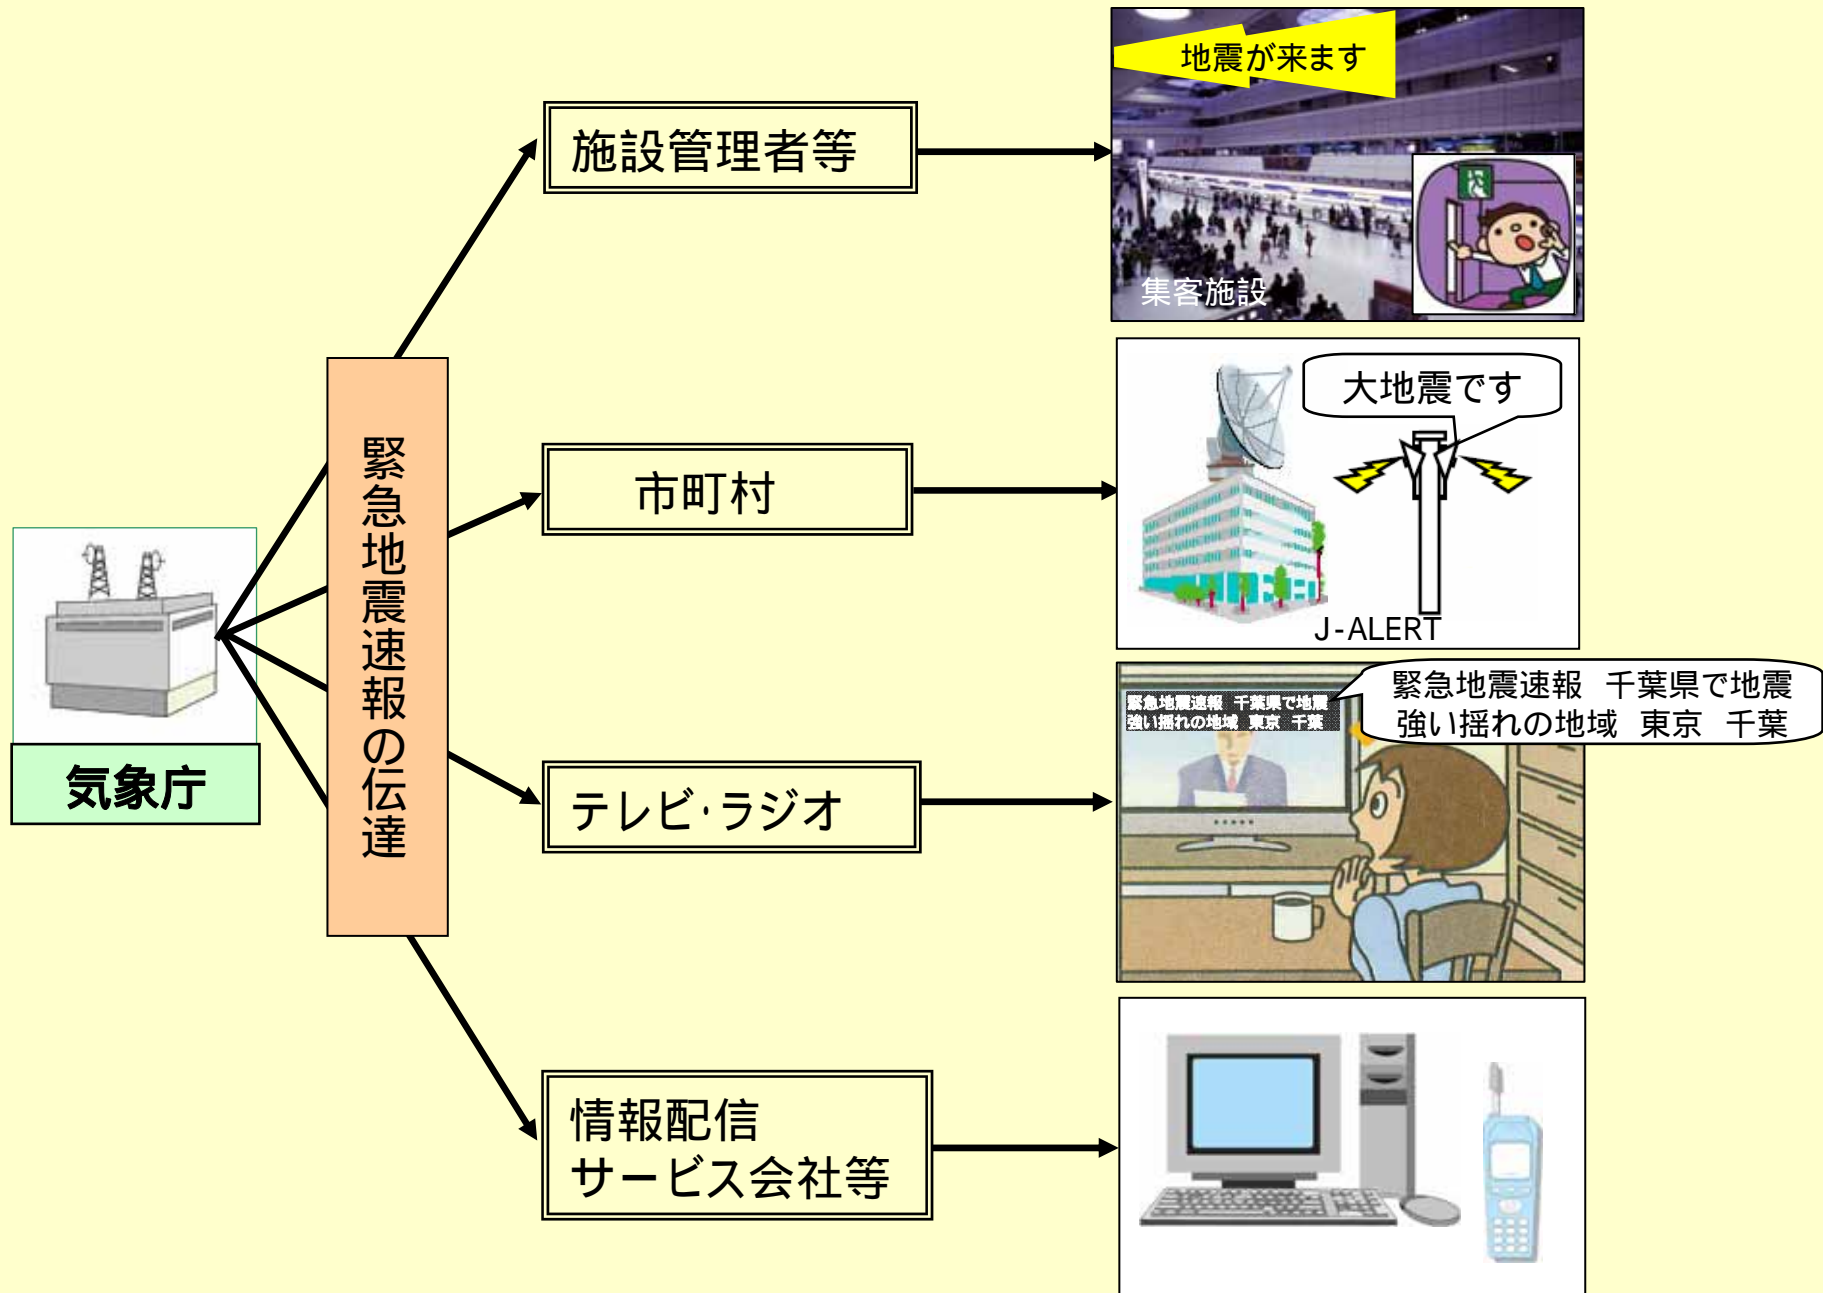 気象庁
緊急地震速報の伝達
施設管理者等
地震が来ます
集客施設
市町村
大地震です
J-ALERT
テレビ・ラジオ
緊急地震速報 千葉県で地震
強い揺れの地域 東京 千葉
緊急地震速報 千葉県で地震
強い揺れの地域 東京 千葉
情報配信
サービス会社等